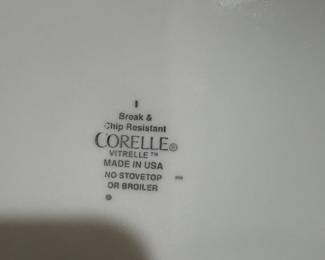 Break &
Chip Resistant
CORELLE®
VITRELLE™
MADE IN USA
NO STOVETOP
OR BROILER